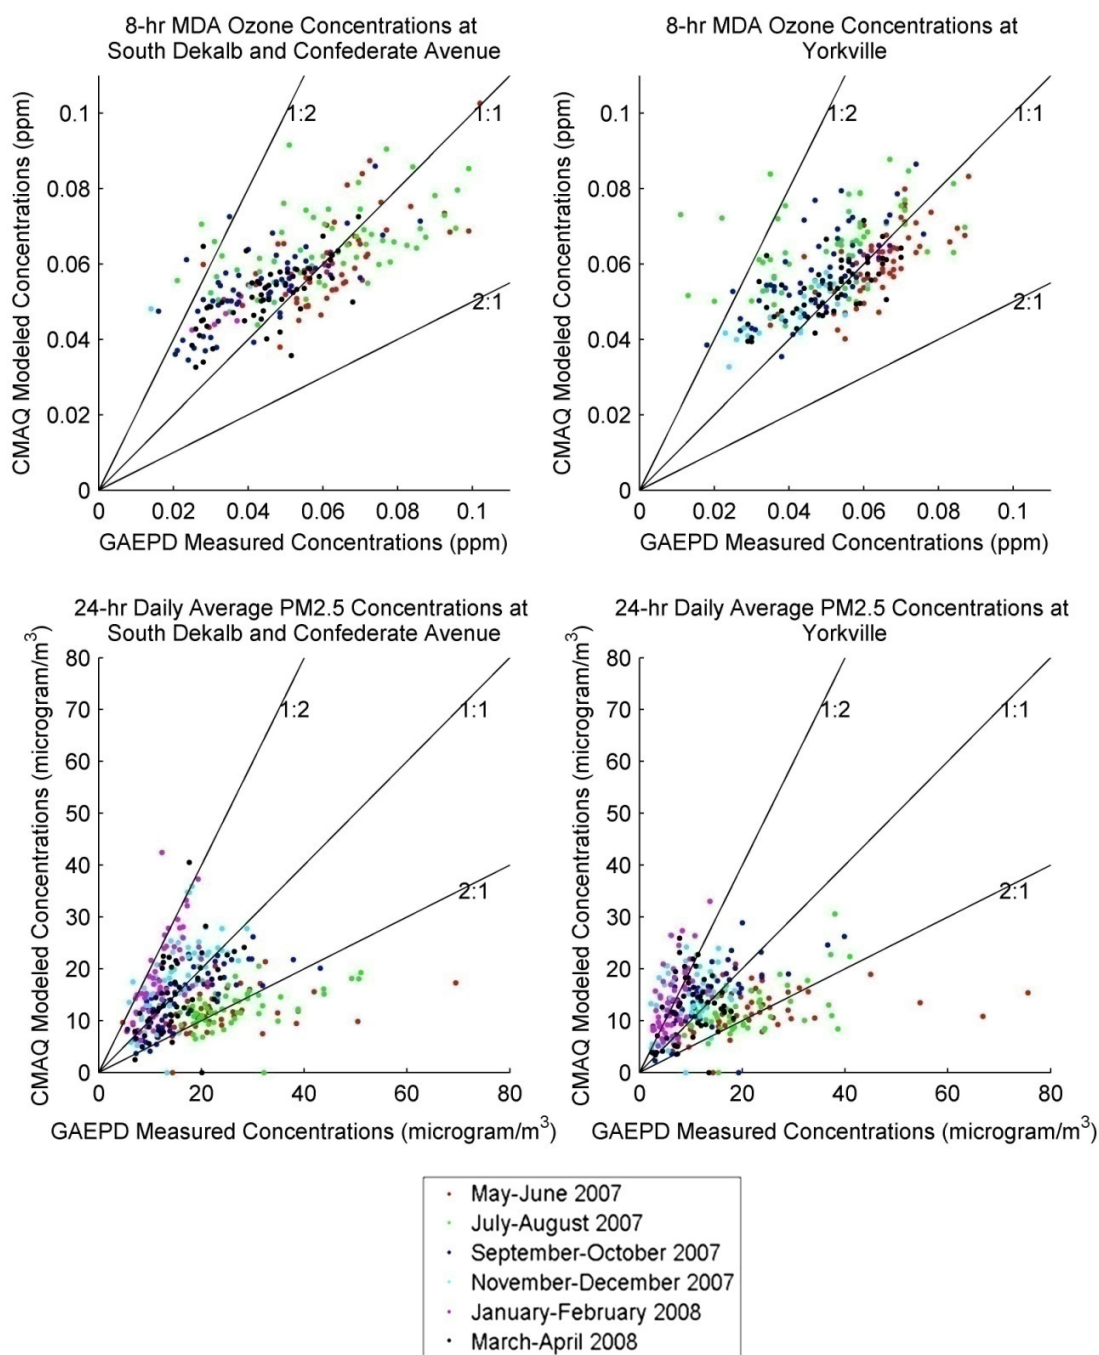 8-hr MDA Ozone Concentrations at
South Dekalb and Confederate Avenue
CMAQ Modeled Concentrations (ppm)
0.1
0.08
0.06
0.04
0.02
0
1:2
1:1
2:1
0 0.02 0.04 0.06 0.08 0.1
GAEPD Measured Concentrations (ppm)
8-hr MDA Ozone Concentrations at
Yorkville
CMAQ Modeled Concentrations (ppm)
0.1
0.08
0.06
0.04
0.02
0
1:2
1:1
2:1
0 0.02 0.04 0.06 0.08 0.1
GAEPD Measured Concentrations (ppm)
24-hr Daily Average PM2.5 Concentrations at
South Dekalb and Confederate Avenue
CMAQ Modeled Concentrations (microgram/m³)
80
70
60
50
40
30
20
10
0
1:2
1:1
2:1
0 20 40 60 80
GAEPD Measured Concentrations (microgram/m³)
24-hr Daily Average PM2.5 Concentrations at
Yorkville
CMAQ Modeled Concentrations (microgram/m³)
80
70
60
50
40
30
20
10
0
1:2
1:1
2:1
0 20 40 60 80
GAEPD Measured Concentrations (microgram/m³)
May-June 2007
July-August 2007
September-October 2007
November-December 2007
January-February 2008
March-April 2008